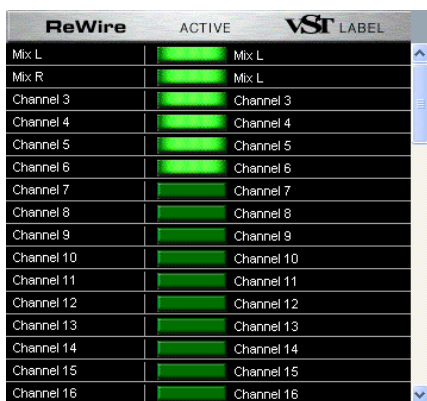 ReWire ACTIVE VST LABEL
Mix L Mix L
Mix R Mix L
Channel 3 Channel 3
Channel 4 Channel 4
Channel 5 Channel 5
Channel 6 Channel 6
Channel 7 Channel 7
Channel 8 Channel 8
Channel 9 Channel 9
Channel 10 Channel 10
Channel 11 Channel 11
Channel 12 Channel 12
Channel 13 Channel 13
Channel 14 Channel 14
Channel 15 Channel 15
Channel 16 Channel 16